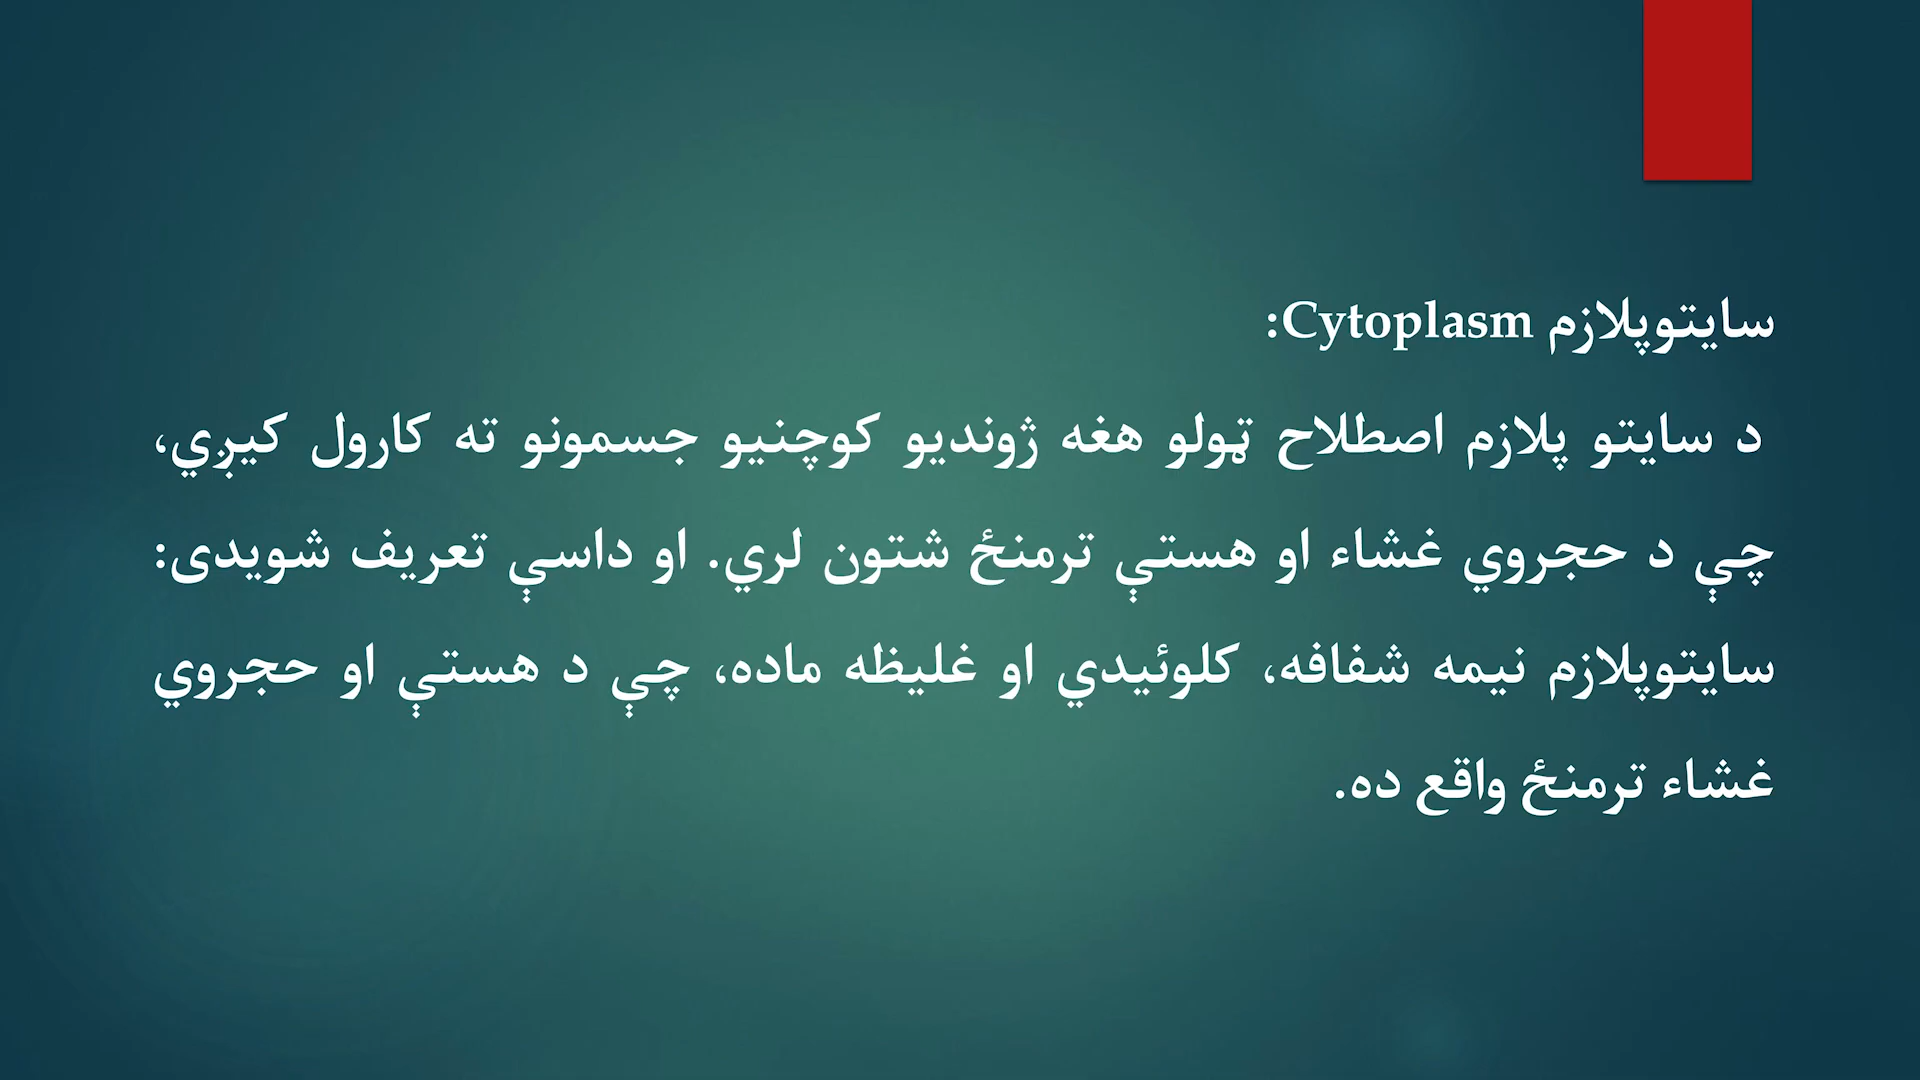 سایتوپلازم Cytoplasm:
د سایتو پلازم اصطلاح ټولو هغه ژوندیو کوچنیو جسمونو ته کارول کیږي،
چې د حجروي غشاء او هستې ترمنځ شتون لري. او داسې تعریف شویدی:
سایتوپلازم نیمه شفافه، کلوئیدي او غلیظه ماده، چې د هستې او حجروي
غشاء ترمنځ واقع ده.